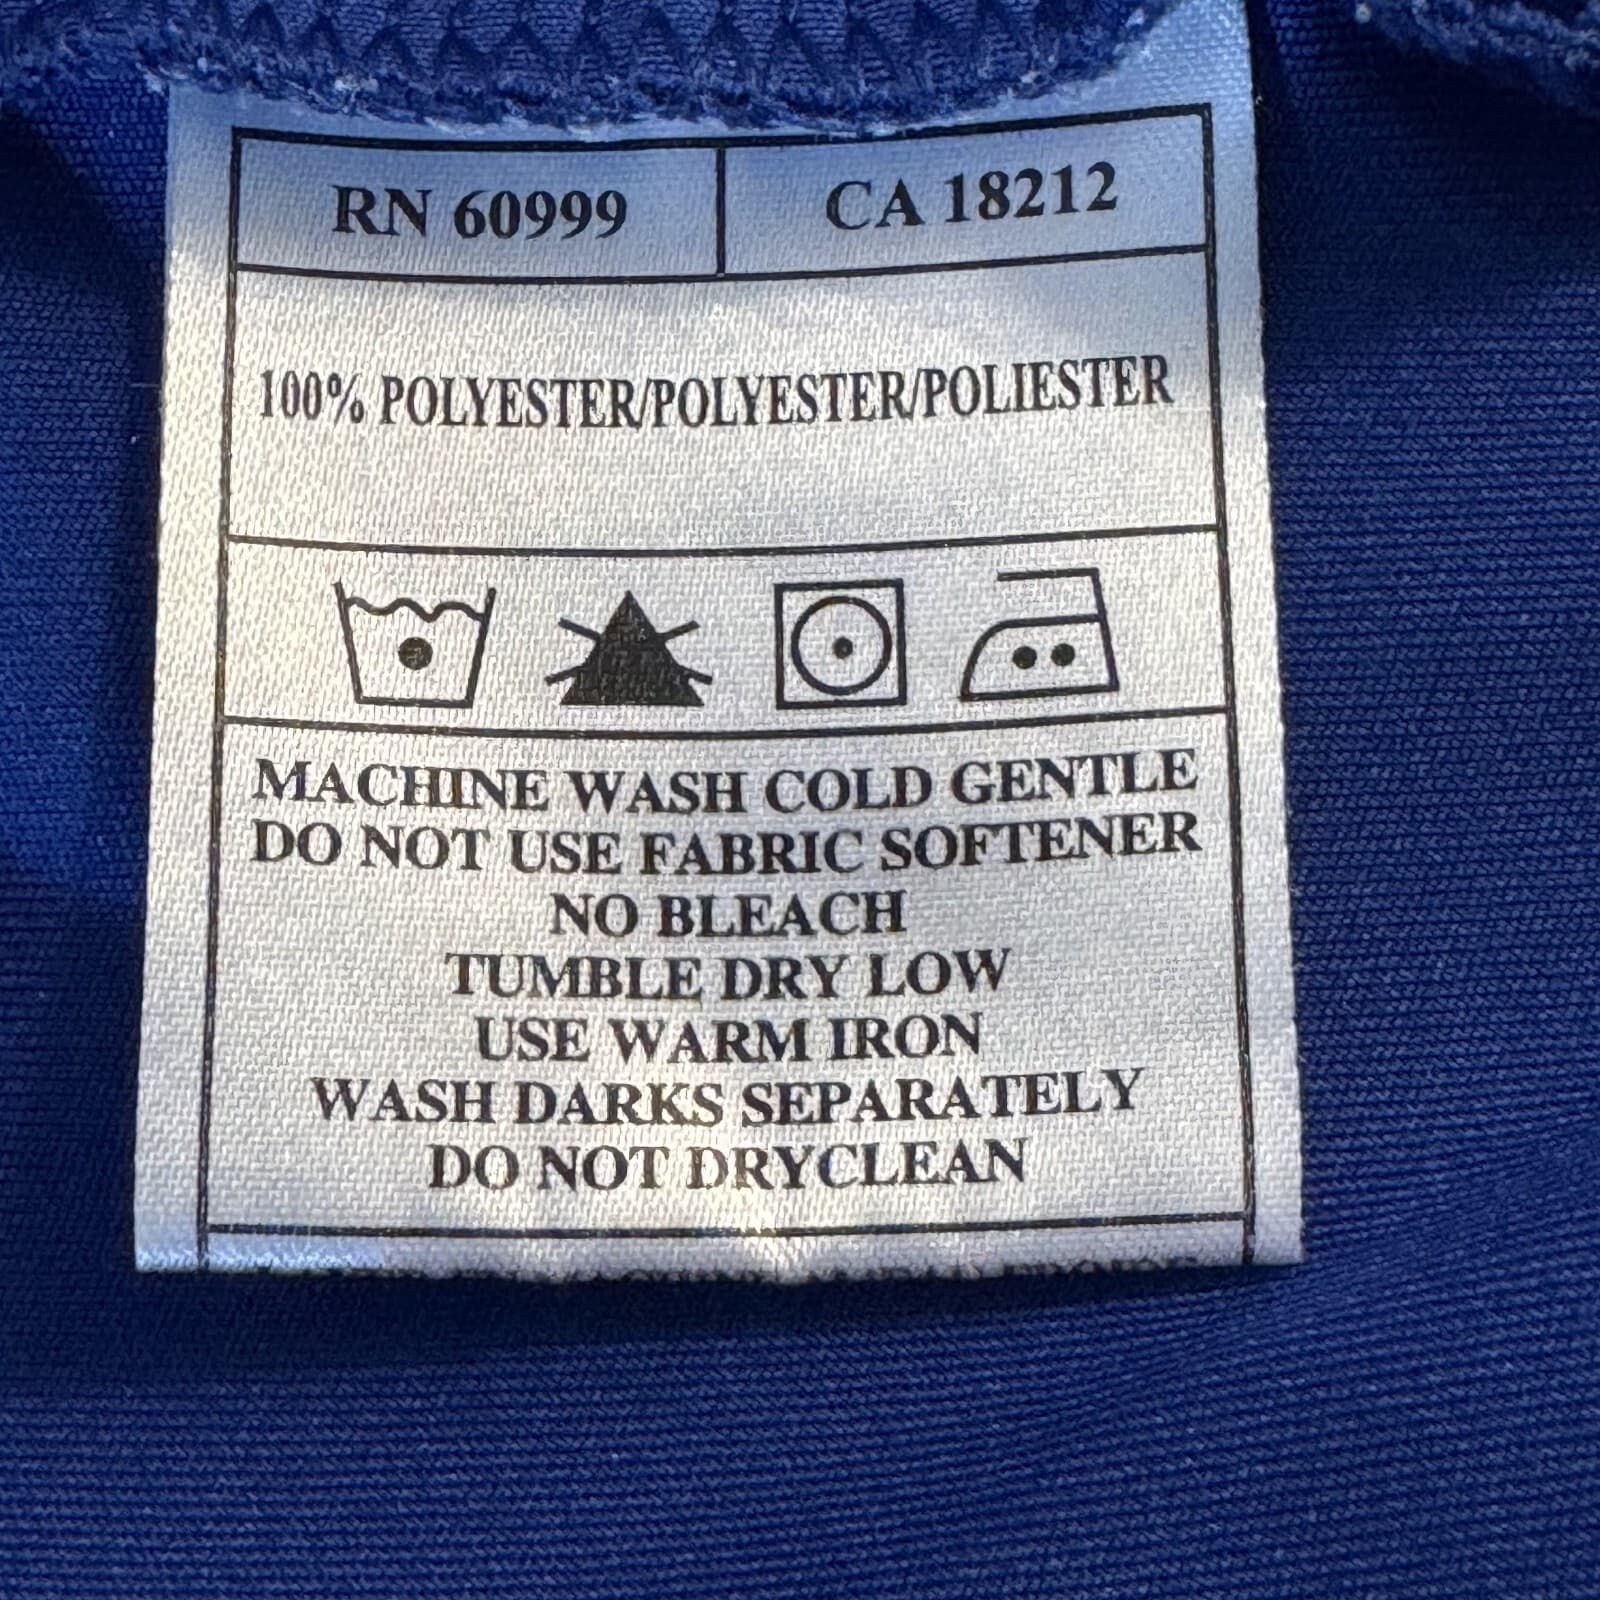 RN 60999 CA 18212
100% POLYESTER/POLYESTER/POLIESTER
MACHINE WASH COLD GENTLE
DO NOT USE FABRIC SOFTENER
NO BLEACH
TUMBLE DRY LOW
USE WARM IRON
WASH DARKS SEPARATELY
DO NOT DRYCLEAN